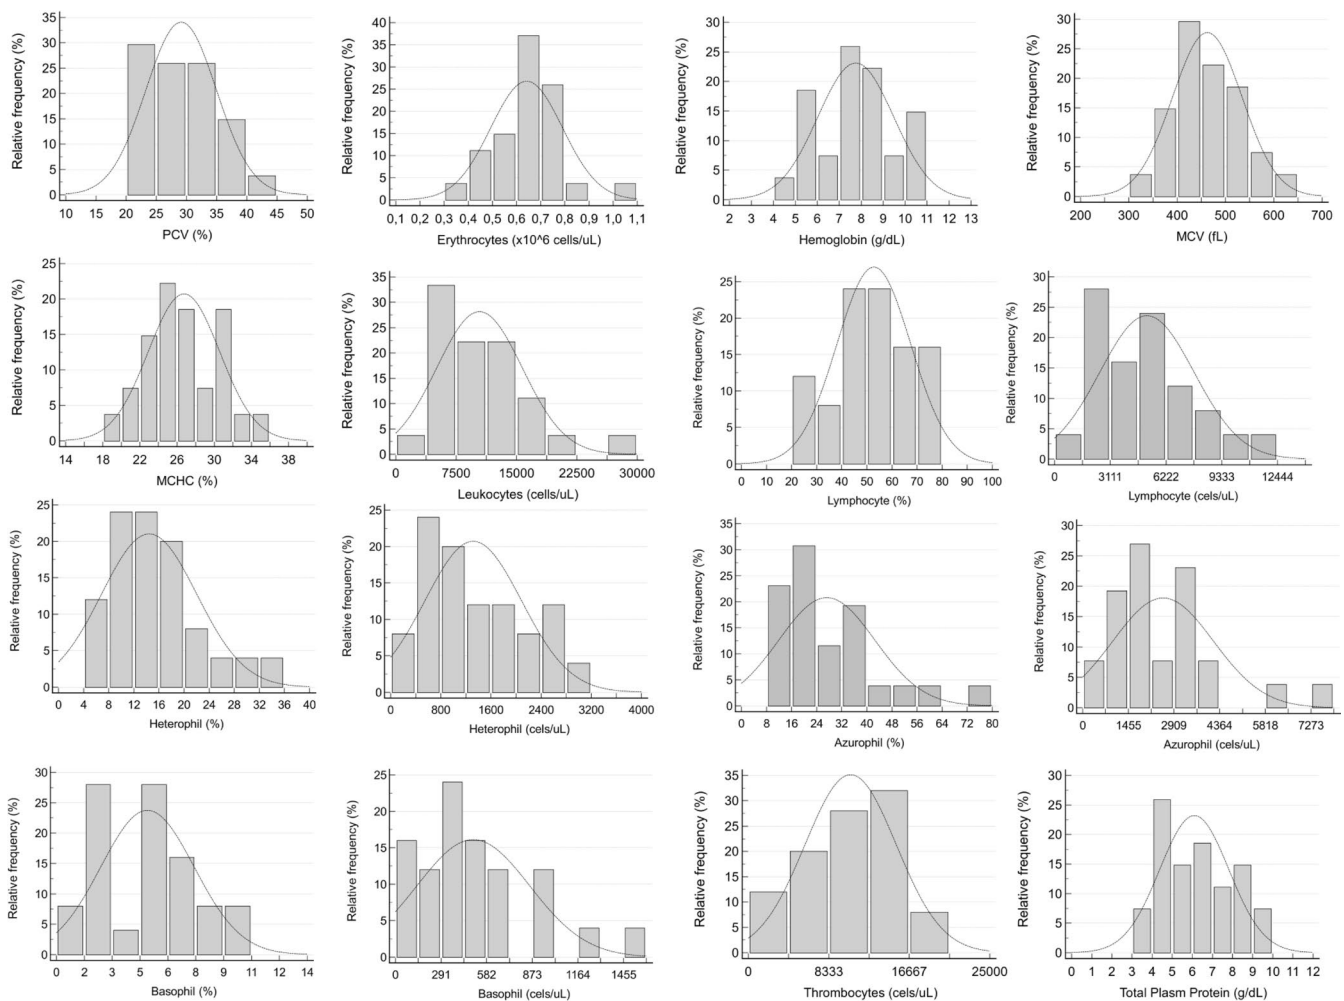 Relative frequency (%)
35
30
25
20
15
10
5
0
10 15 20 25 30 35 40 45 50
PCV (%)
Relative frequency (%)
40
35
30
25
20
15
10
5
0
0,1 0,2 0,3 0,4 0,5 0,6 0,7 0,8 0,9 1,0 1,1
Erythrocytes (x10^6 cells/uL)
Relative frequency (%)
30
25
20
15
10
5
0
2 3 4 5 6 7 8 9 10 11 12 13
Hemoglobin (g/dL)
Relative frequency (%)
30
25
20
15
10
5
0
200 300 400 500 600 700
MCV (fL)
Relative frequency (%)
25
20
15
10
5
0
14 18 22 26 30 34 38
MCHC (%)
Relative frequency (%)
35
30
25
20
15
10
5
0
0 7500 15000 22500 30000
Leukocytes (cells/uL)
Relative frequency (%)
25
20
15
10
5
0
0 10 20 30 40 50 60 70 80 90 100
Lymphocyte (%)
Relative frequency (%)
30
25
20
15
10
5
0
0 3111 6222 9333 12444
Lymphocyte (cels/uL)
Relative frequency (%)
25
20
15
10
5
0
0 4 8 12 16 20 24 28 32 36 40
Heterophil (%)
Relative frequency (%)
25
20
15
10
5
0
0 800 1600 2400 3200 4000
Heterophil (cels/uL)
Relative frequency (%)
35
30
25
20
15
10
5
0
0 8 16 24 32 40 48 56 64 72 80
Azurophil (%)
Relative frequency (%)
30
25
20
15
10
5
0
0 1455 2909 4364 5818 7273
Azurophil (cels/uL)
Relative frequency (%)
30
25
20
15
10
5
0
0 2 3 5 6 8 9 11 12 14
Basophil (%)
Relative frequency (%)
25
20
15
10
5
0
0 291 582 873 1164 1455
Basophil (cels/uL)
Relative frequency (%)
35
30
25
20
15
10
5
0
0 8333 16667 25000
Thrombocytes (cels/uL)
Relative frequency (%)
30
25
20
15
10
5
0
0 1 2 3 4 5 6 7 8 9 10 11 12
Total Plasm Protein (g/dL)